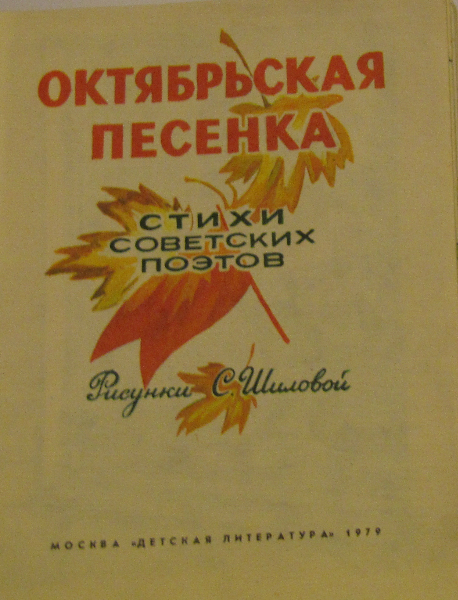 ОКТЯБРЬСКАЯ
ПЕСЕНКА
СТИХИ
СОВЕТСКИХ
ПОЭТОВ
Рисунки С. Шиловой
МОСКВА «ДЕТСКАЯ ЛИТЕРАТУРА» 1979